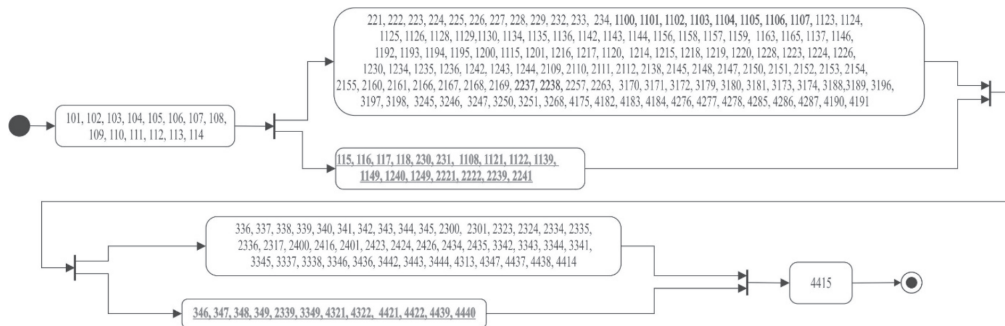 101, 102, 103, 104, 105, 106, 107, 108,
109, 110, 111, 112, 113, 114
221, 222, 223, 224, 225, 226, 227, 228, 229, 232, 233, 234, 1100, 1101, 1102, 1103, 1104, 1105, 1106, 1107, 1123, 1124,
1125, 1126, 1128, 1129,1130, 1134, 1135, 1136, 1142, 1143, 1144, 1156, 1158, 1157, 1159, 1163, 1165, 1137, 1146,
1192, 1193, 1194, 1195, 1200, 1115, 1201, 1216, 1217, 1120, 1214, 1215, 1218, 1219, 1220, 1228, 1223, 1224, 1226,
1230, 1234, 1235, 1236, 1242, 1243, 1244, 2109, 2110, 2111, 2112, 2138, 2145, 2148, 2147, 2150, 2151, 2152, 2153, 2154,
2155, 2160, 2161, 2166, 2167, 2168, 2169, 2237, 2238, 2257, 2263, 3170, 3171, 3172, 3179, 3180, 3181, 3173, 3174, 3188,3189, 3196,
3197, 3198, 3245, 3246, 3247, 3250, 3251, 3268, 4175, 4182, 4183, 4184, 4276, 4277, 4278, 4285, 4286, 4287, 4190, 4191
115, 116, 117, 118, 230, 231, 1108, 1121, 1122, 1139,
1149, 1240, 1249, 2221, 2222, 2239, 2241
336, 337, 338, 339, 340, 341, 342, 343, 344, 345, 2300, 2301, 2323, 2324, 2334, 2335,
2336, 2317, 2400, 2416, 2401, 2423, 2424, 2426, 2434, 2435, 3342, 3343, 3344, 3341,
3345, 3337, 3338, 3346, 3436, 3442, 3443, 3444, 4313, 4347, 4437, 4438, 4414
346, 347, 348, 349, 2339, 3349, 4321, 4322, 4421, 4422, 4439, 4440
4415